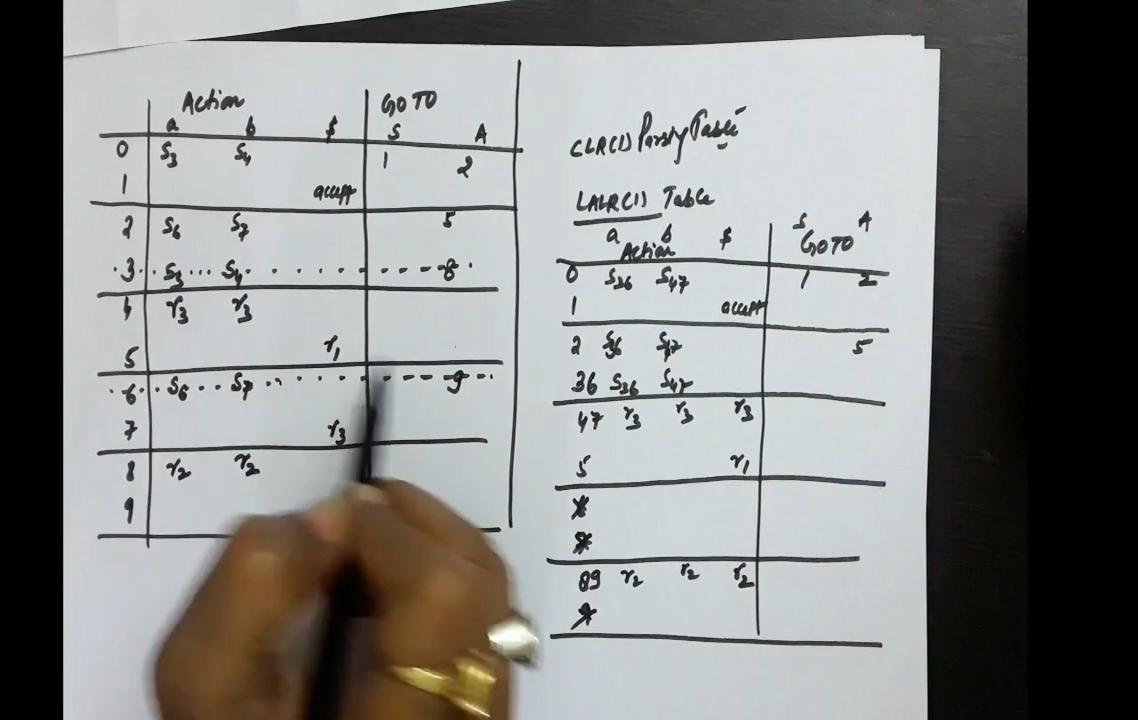 Action GOTO
a b $ S A
0 S3 S4 1 2
1 accept
2 S6 S7 5
3 S3 S4 8
4 r3 r3
5 r1
6 S6 S7 9
7 r3
8 r2 r2
9
CLR(1) Parsing Table
LALR(1) Table
a b $ S A
Action GOTO
0 S36 S47 1 2
1 accept
2 S36 S47 5
36 S36 S47
47 r3 r3 r3
5 r1
89 r2 r2 r2